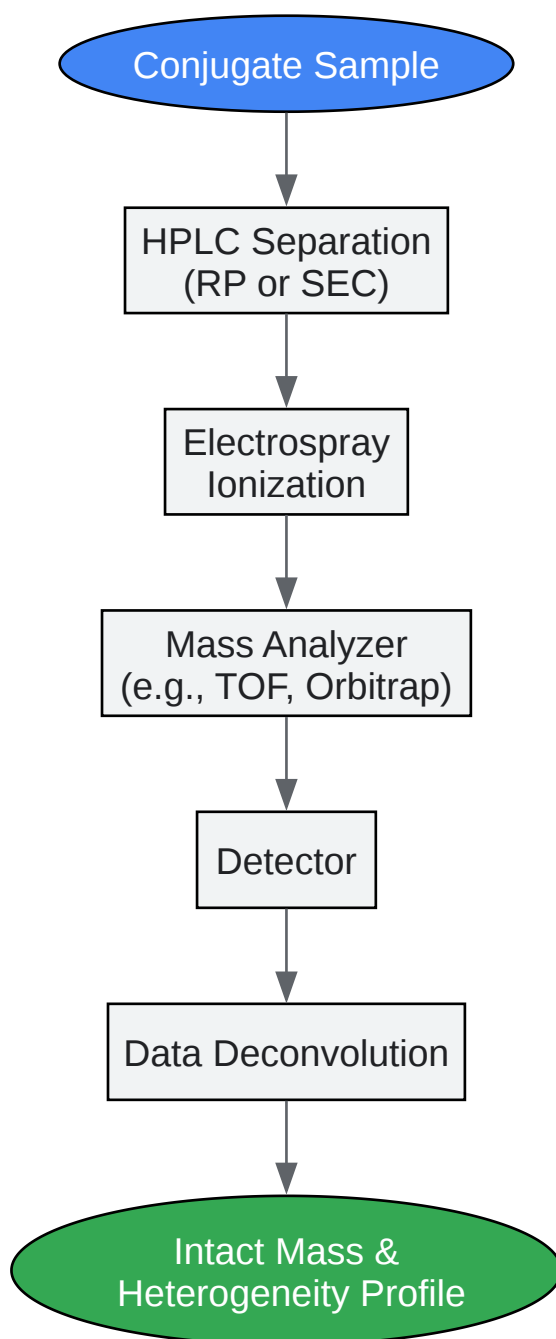 Conjugate Sample
HPLC Separation
(RP or SEC)
Electrospray
Ionization
Mass Analyzer
(e.g., TOF, Orbitrap)
Detector
Data Deconvolution
Intact Mass &
Heterogeneity Profile